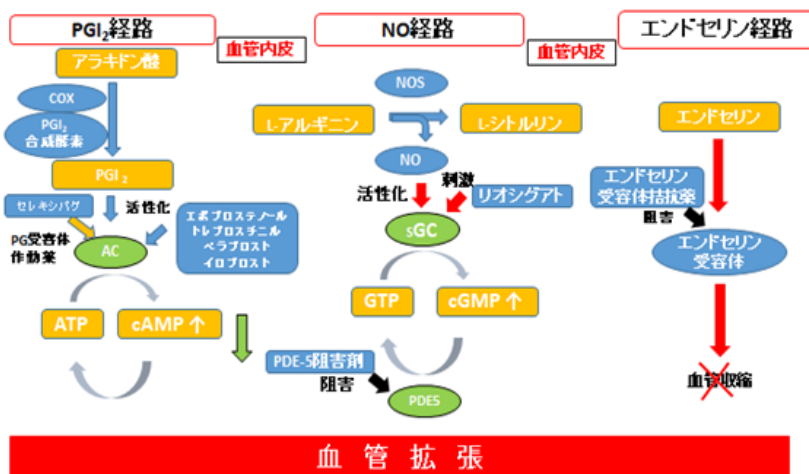 PGI₂経路
血管内皮
アラキドン酸
COX
PGI₂
合成酵素
PGI₂
セレキシパグ
活性化
PG受容体
作動薬
AC
エポプロステノール
トレプロスチニル
ベラプロスト
イロプロスト
ATP
cAMP ↑
NO経路
血管内皮
NOS
L-アルギニン
L-シトルリン
NO
活性化
刺激
リオシグアト
sGC
GTP
cGMP ↑
PDE-5阻害剤
阻害
PDE5
エンドセリン経路
エンドセリン
エンドセリン
受容体拮抗薬
阻害
エンドセリン
受容体
血管収縮
血管拡張